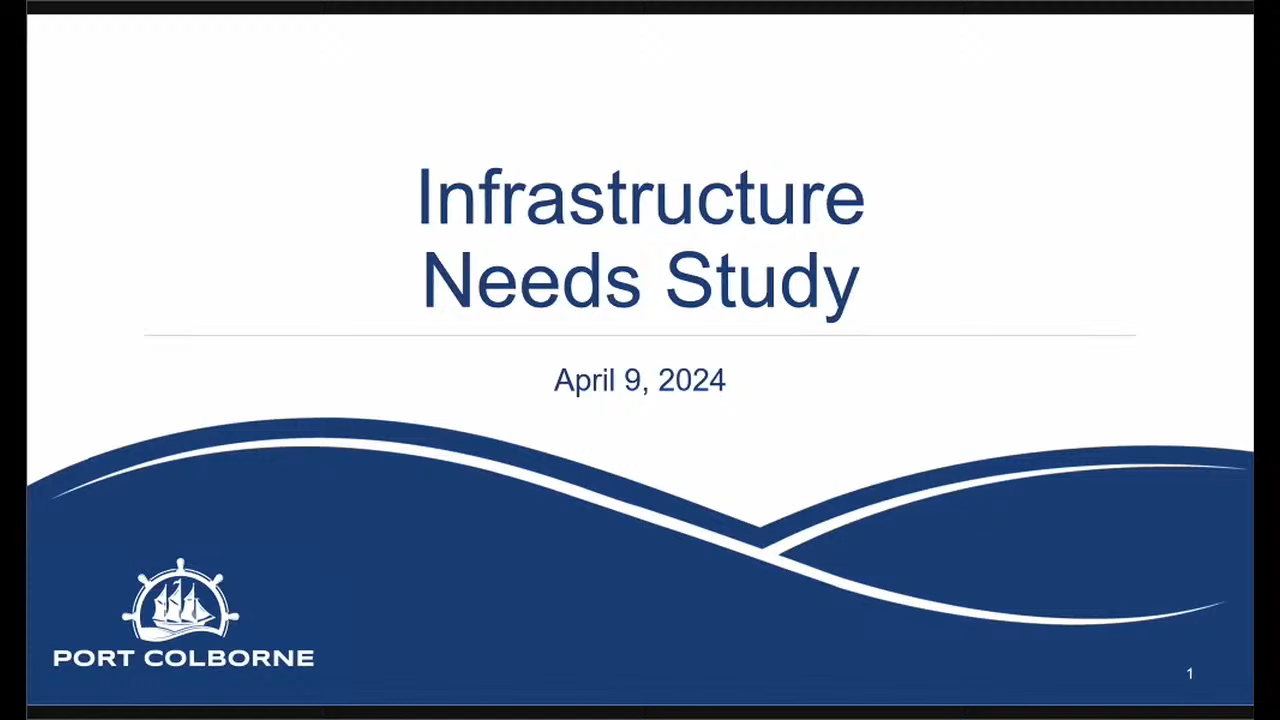 Infrastructure
Needs Study
April 9, 2024
PORT COLBORNE
1